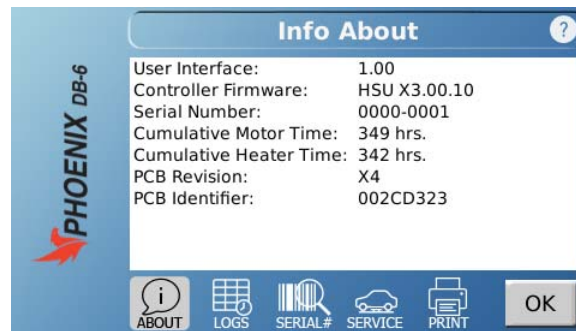 Info About
?
PHOENIX DB-6
User Interface: 1.00
Controller Firmware: HSU X3.00.10
Serial Number: 0000-0001
Cumulative Motor Time: 349 hrs.
Cumulative Heater Time: 342 hrs.
PCB Revision: X4
PCB Identifier: 002CD323
i
ABOUT LOGS SERIAL# SERVICE PRINT OK